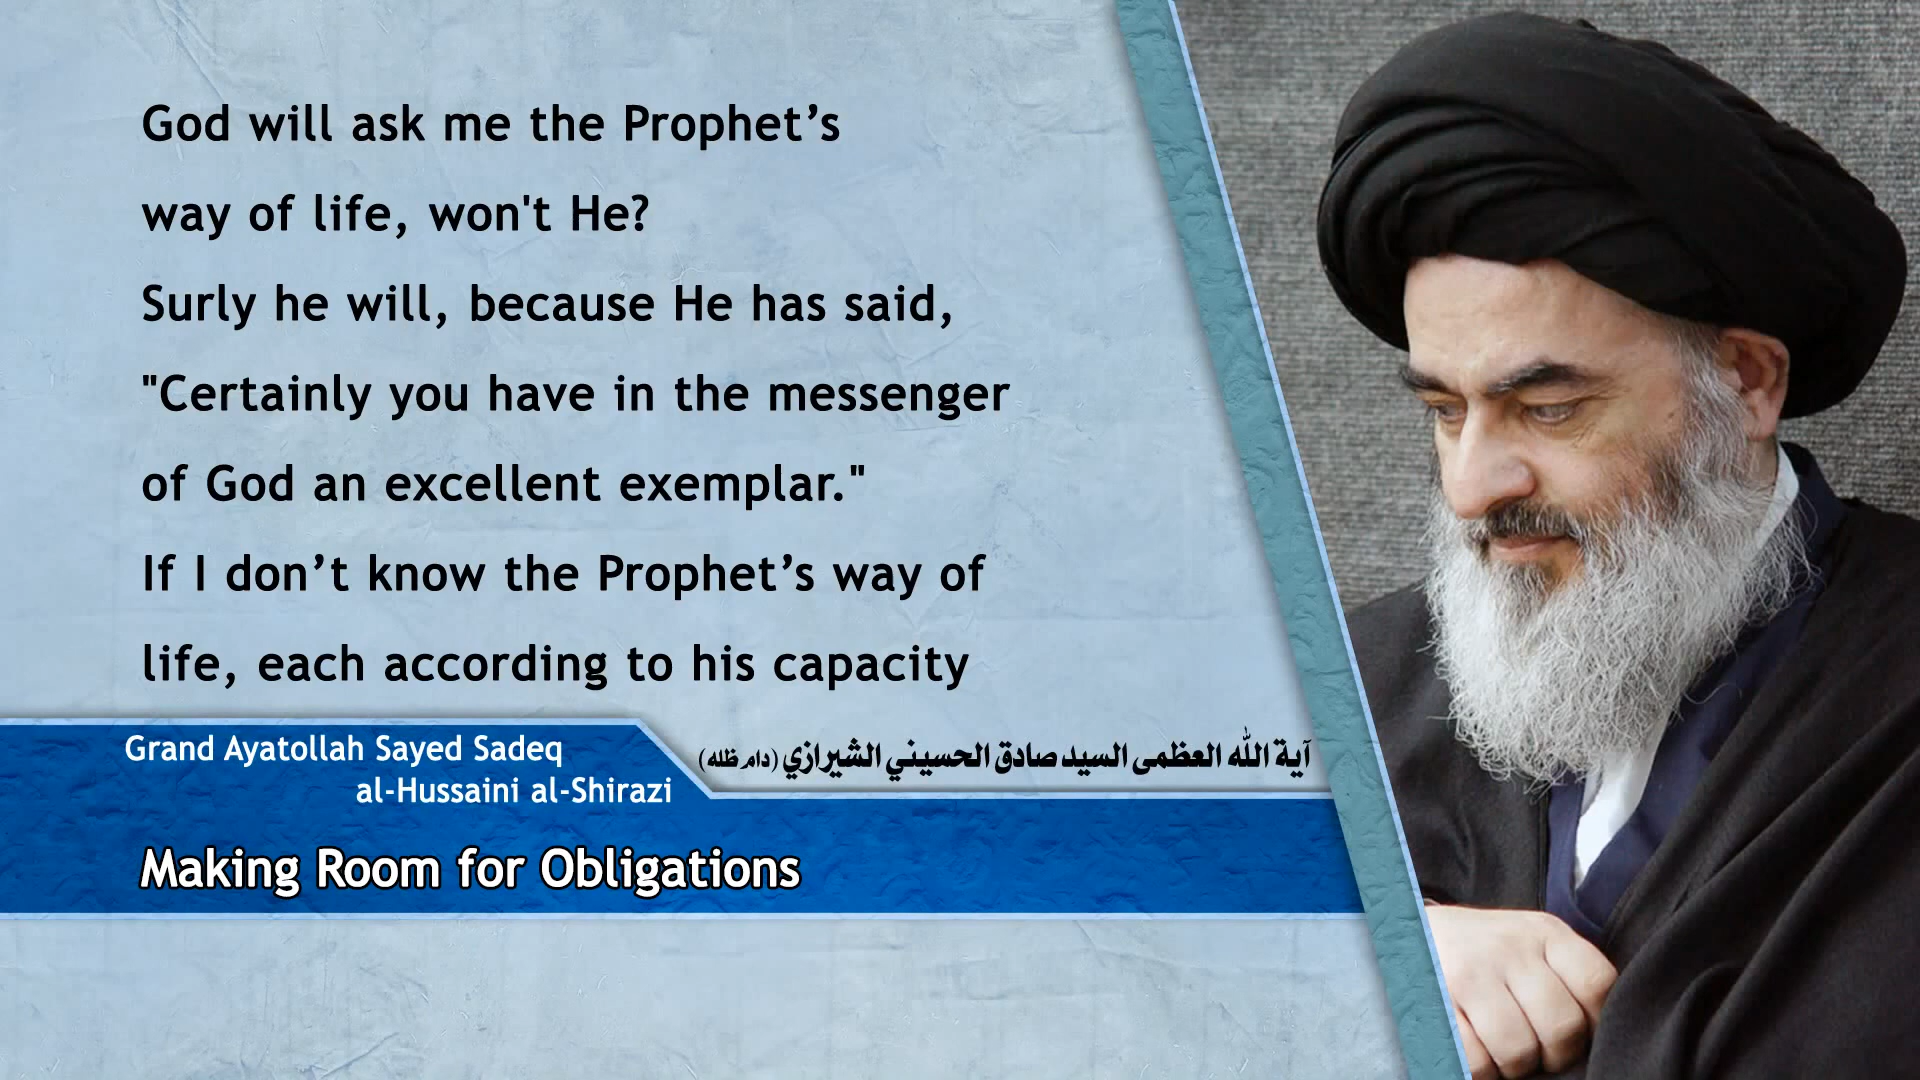 God will ask me the Prophet’s
way of life, won't He?
Surly he will, because He has said,
"Certainly you have in the messenger
of God an excellent exemplar."
If I don’t know the Prophet’s way of
life, each according to his capacity
Grand Ayatollah Sayed Sadeq
al-Hussaini al-Shirazi
آية الله العظمى السيد صادق الحسيني الشيرازي (دام ظله)
Making Room for Obligations